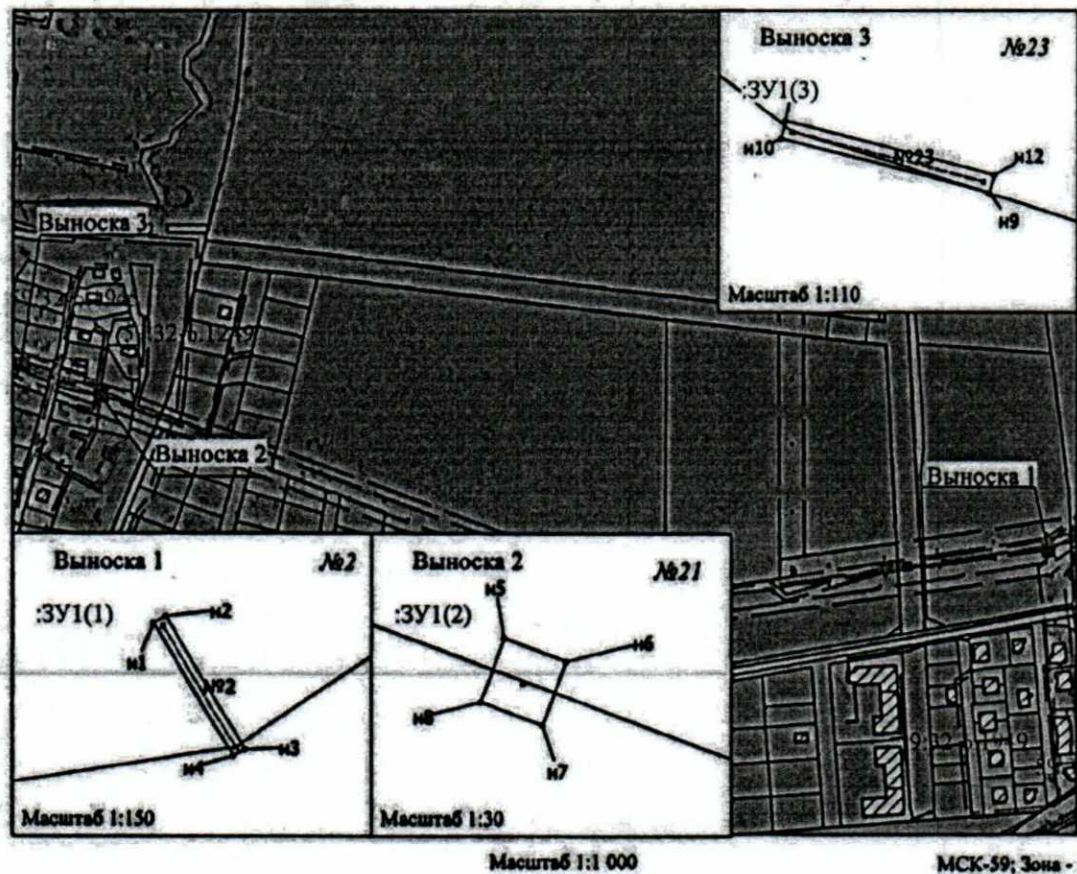 Выноска 3 №23
:ЗУ1(3)
н10
№23
н12
н9
Масштаб 1:110
Выноска 3
Выноска 2
Выноска 1
Выноска 1 №2
:ЗУ1(1)
н2
н1
№2
н3
н4
Масштаб 1:150
Выноска 2 №21
н5
:ЗУ1(2)
н6
н8
н7
Масштаб 1:30
Масштаб 1:1 000
МСК-59; Зона -